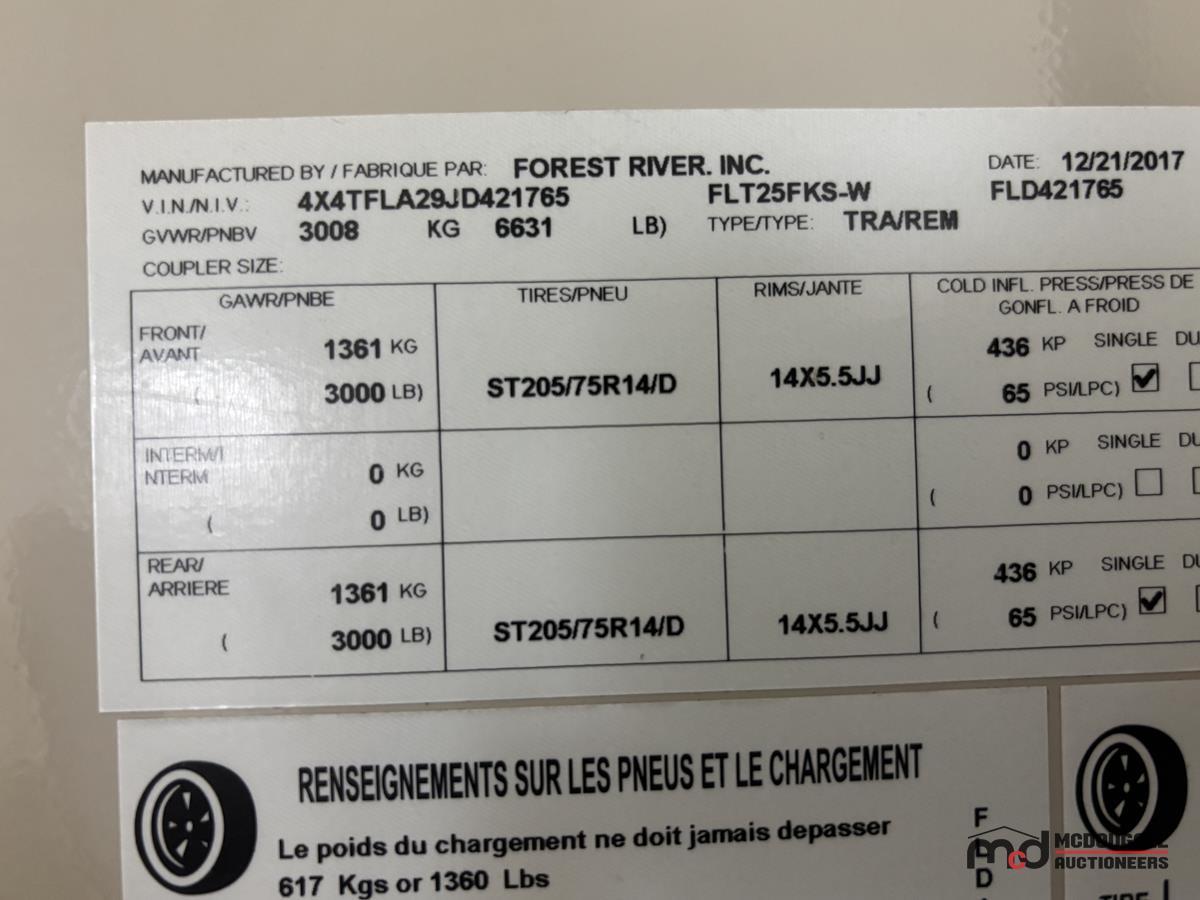 MANUFACTURED BY / FABRIQUE PAR: FOREST RIVER. INC. DATE: 12/21/2017
V.I.N./N.I.V.: 4X4TFLA29JD421765 FLT25FKS-W FLD421765
GVWR/PNBV 3008 KG 6631 LB) TYPE/TYPE: TRA/REM
COUPLER SIZE:
GAWR/PNBE TIRES/PNEU RIMS/JANTE COLD INFL. PRESS/PRESS DE
GONFL. A FROID
FRONT/
AVANT 1361 KG 436 KP SINGLE DU
( 3000 LB) ST205/75R14/D 14X5.5JJ ( 65 PSI/LPC)
INTERM/I
NTERM 0 KG 0 KP SINGLE DU
( 0 LB) ( 0 PSI/LPC)
REAR/
ARRIERE 1361 KG 436 KP SINGLE DU
( 3000 LB) ST205/75R14/D 14X5.5JJ ( 65 PSI/LPC)
RENSEIGNEMENTS SUR LES PNEUS ET LE CHARGEMENT
Le poids du chargement ne doit jamais depasser
617 Kgs or 1360 Lbs
F
D
mcd
AUCTIONEERS